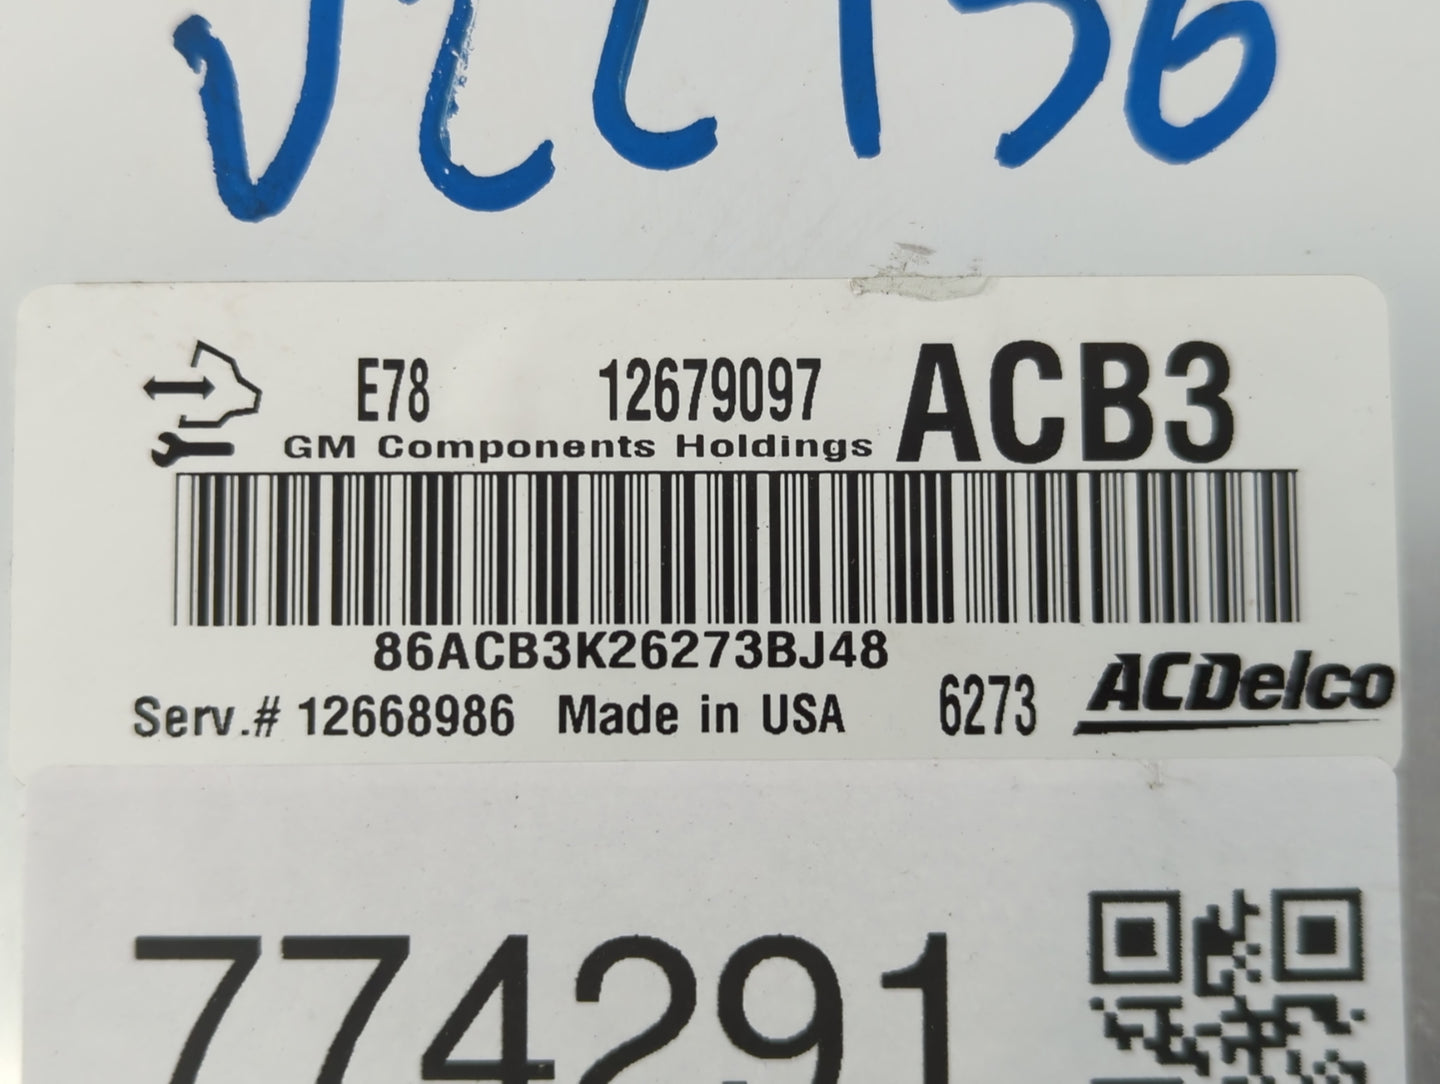 E78 12679097 ACB3
GM Components Holdings
86ACB3K26273BJ48
Serv.# 12668986 Made in USA 6273 ACDelco
774291